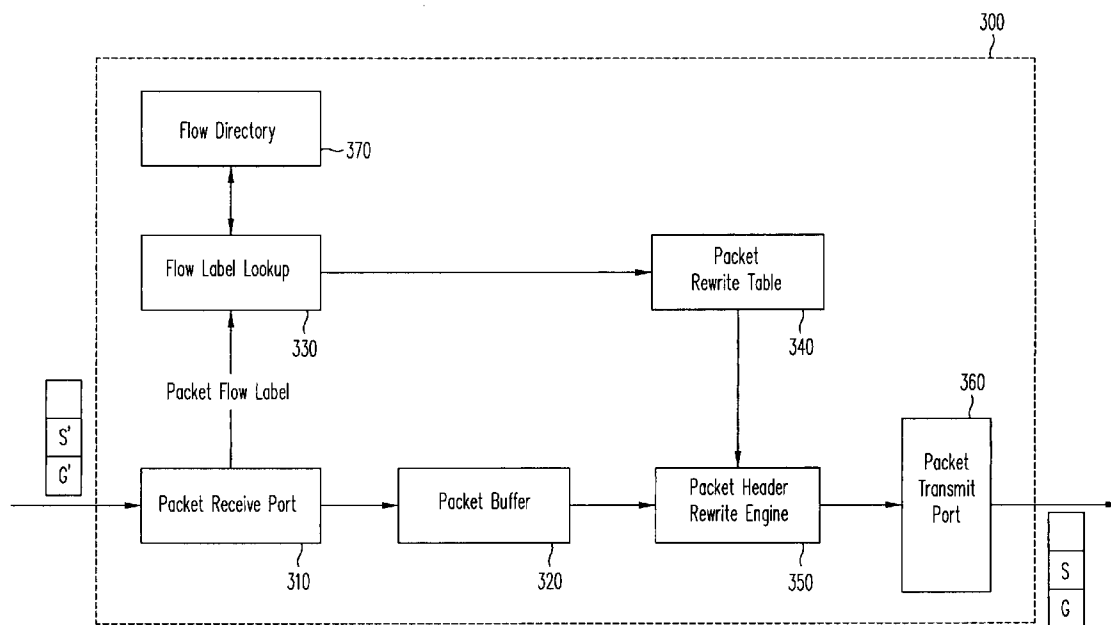 300
Flow Directory
370
Flow Label Lookup
330
Packet
Rewrite Table
340
Packet Flow Label
360
S'
G'
Packet Receive Port
310
Packet Buffer
320
Packet Header
Rewrite Engine
350
Packet
Transmit
Port
S
G